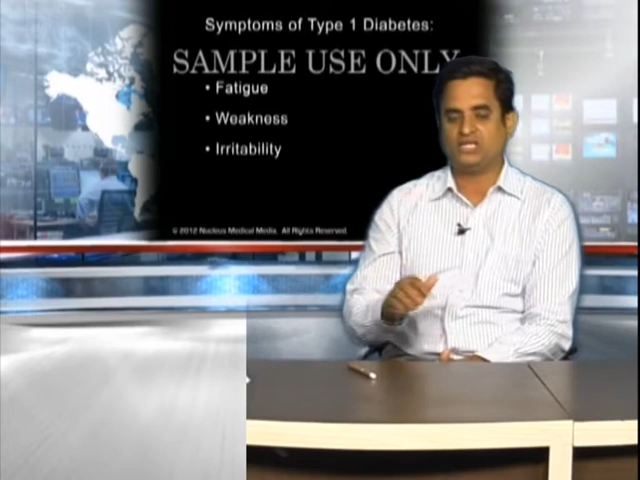 Symptoms of Type 1 Diabetes:
SAMPLE USE ONLY
• Fatigue
• Weakness
• Irritability
© 2012 Nucleus Medical Media. All Rights Reserved.